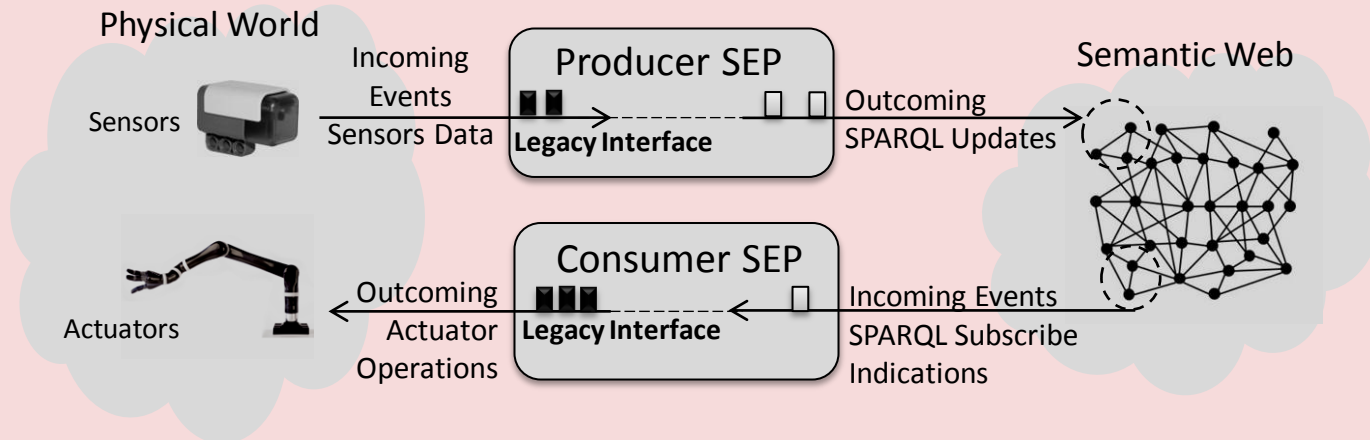 Physical World
Sensors
Incoming
Events
Sensors Data
Producer SEP
Legacy Interface
Outcoming
SPARQL Updates
Semantic Web
Actuators
Outcoming
Actuator
Operations
Consumer SEP
Legacy Interface
Incoming Events
SPARQL Subscribe
Indications